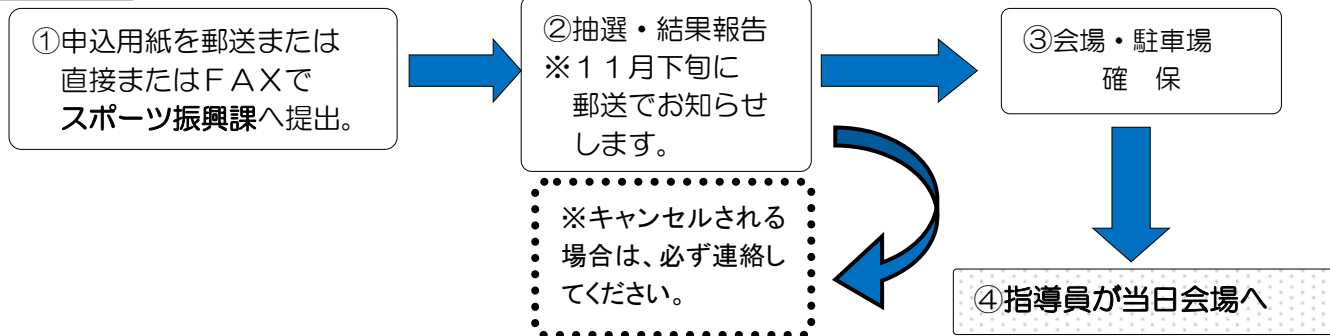 ①申込用紙を郵送または
直接またはＦＡＸで
スポーツ振興課へ提出。
②抽選・結果報告
※１１月下旬に
郵送でお知らせ
します。
※キャンセルされる
場合は、必ず連絡し
てください。
③会場・駐車場
確　保
④指導員が当日会場へ